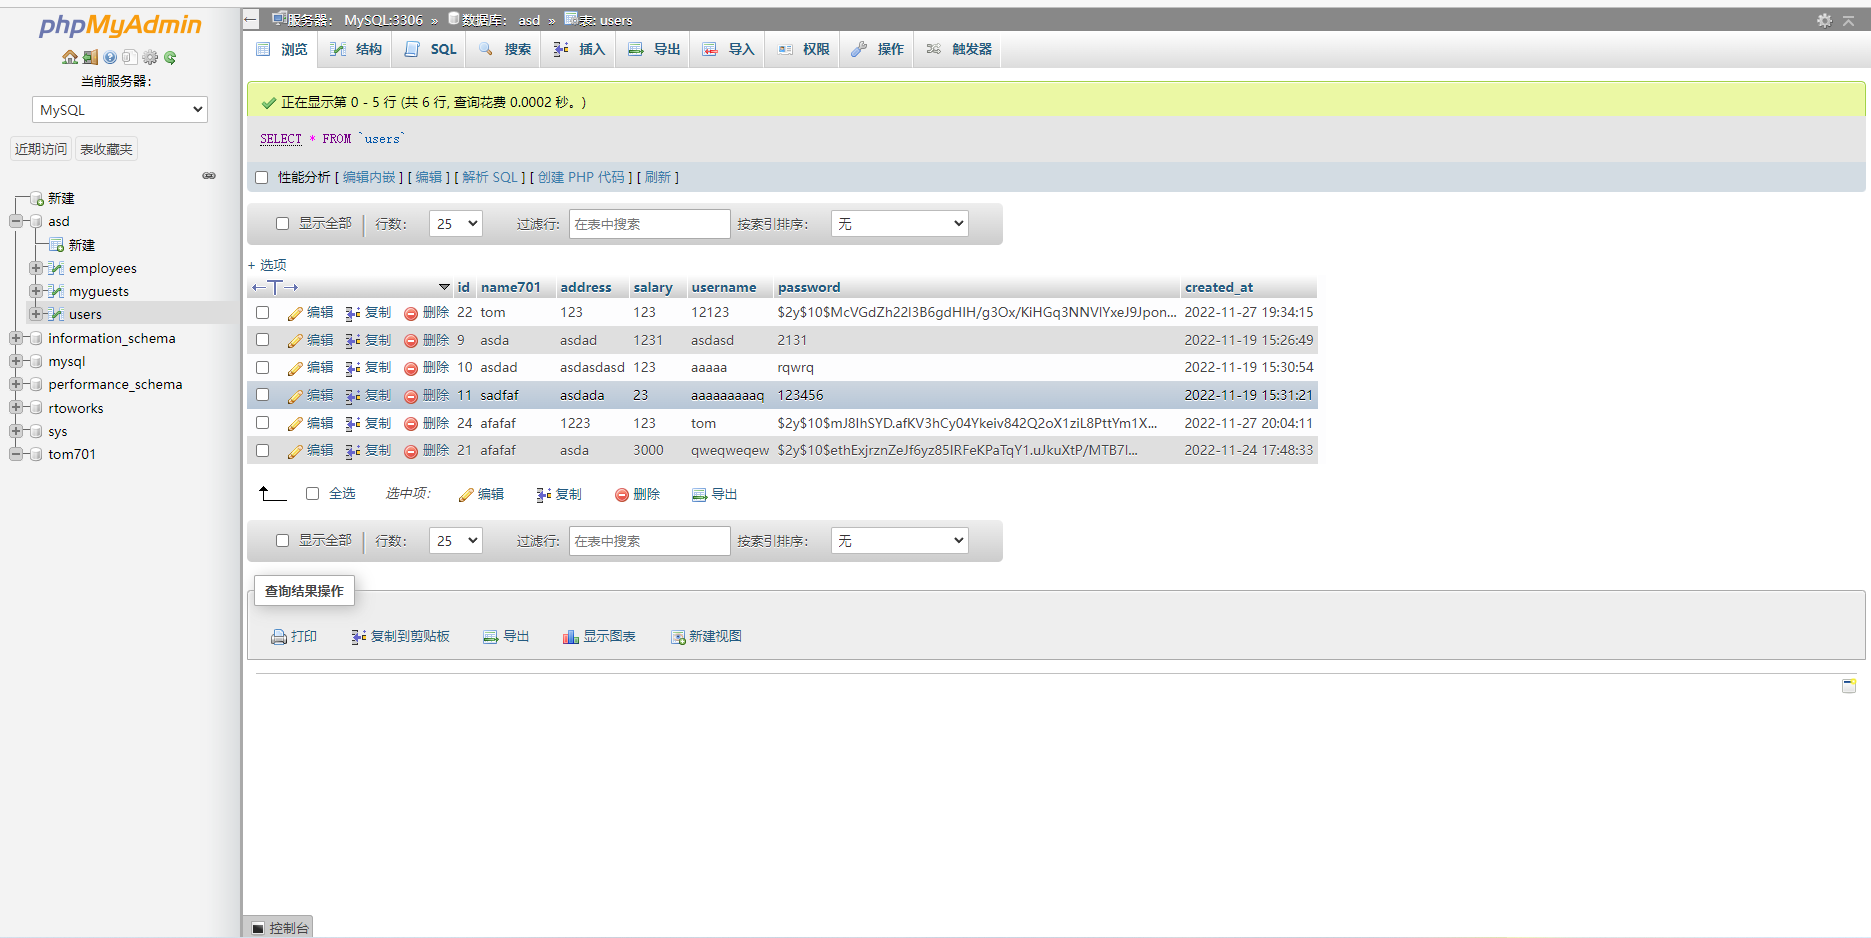 phpMyAdmin
当前服务器：
MySQL
近期访问 表收藏夹
新建
asd
新建
employees
myguests
users
information_schema
mysql
performance_schema
rtoworks
sys
tom701
服务器： MySQL:3306 » 数据库： asd » 表: users
浏览 结构 SQL 搜索 插入 导出 导入 权限 操作 触发器
正在显示第 0 - 5 行 (共 6 行, 查询花费 0.0002 秒。)
SELECT * FROM `users`
性能分析 [ 编辑内嵌 ] [ 编辑 ] [ 解析 SQL ] [ 创建 PHP 代码 ] [ 刷新 ]
显示全部 行数： 25 过滤行: 在表中搜索 按索引排序： 无
+ 选项
←T→ id name701 address salary username password created_at
编辑 复制 删除 22 tom 123 123 12123 2022-11-27 19:34:15
编辑 复制 删除 9 asda asdad 1231 asdasd 2131 2022-11-19 15:26:49
编辑 复制 删除 10 asdad asdasdasd 123 aaaaa rqwrq 2022-11-19 15:30:54
编辑 复制 删除 11 sadfaf asdada 23 aaaaaaaaaq 123456 2022-11-19 15:31:21
编辑 复制 删除 24 afafaf 1223 123 tom 2022-11-27 20:04:11
编辑 复制 删除 21 afafaf asda 3000 qweqweqew 2022-11-24 17:48:33
全选 选中项: 编辑 复制 删除 导出
显示全部 行数： 25 过滤行: 在表中搜索 按索引排序： 无
查询结果操作
打印 复制到剪贴板 导出 显示图表 新建视图
控制台